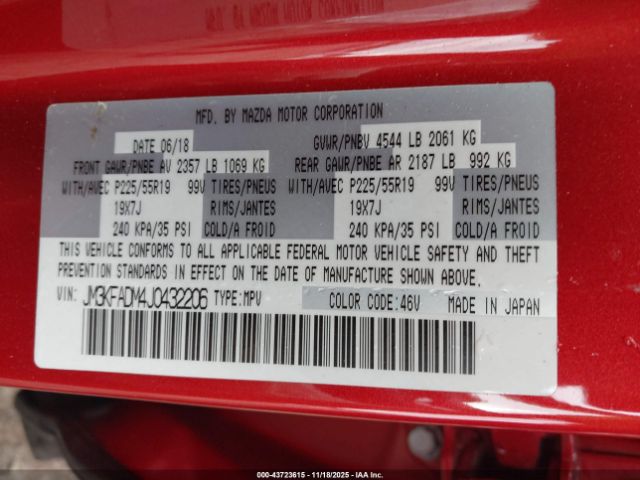 MFD. BY MAZDA MOTOR CORPORATION
DATE 06/18 GVWR/PNBV 4544 LB 2061 KG
FRONT GAWR/PNBE AV 2357 LB 1069 KG REAR GAWR/PNBE AR 2187 LB 992 KG
WITH/AVEC P225/55R19 99V TIRES/PNEUS WITH/AVEC P225/55R19 99V TIRES/PNEUS
19X7J RIMS/JANTES 19X7J RIMS/JANTES
240 KPA/35 PSI COLD/A FROID 240 KPA/35 PSI COLD/A FROID
THIS VEHICLE CONFORMS TO ALL APPLICABLE FEDERAL MOTOR VEHICLE SAFETY AND THEFT
PREVENTION STANDARDS IN EFFECT ON THE DATE OF MANUFACTURE SHOWN ABOVE.
VIN: JM3KFADM4J0432206 TYPE:MPV COLOR CODE:46V MADE IN JAPAN
000-43723615 11/18/2025 IAA Inc.